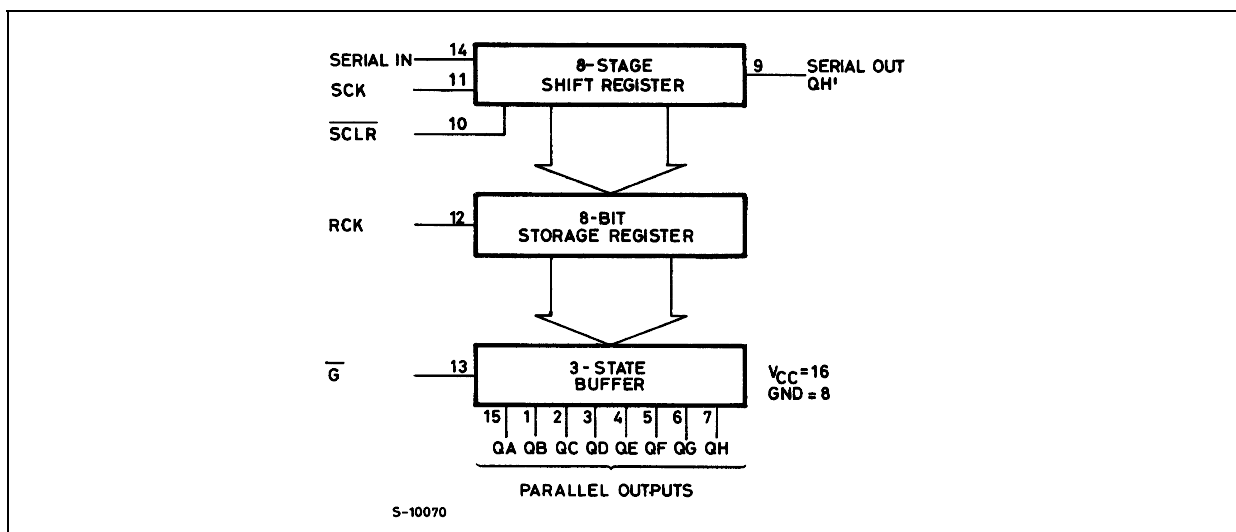 SERIAL IN 14
SCK 11
SCLR 10
8-STAGE
SHIFT REGISTER
9 SERIAL OUT
QH'
RCK 12
8-BIT
STORAGE REGISTER
G 13
3-STATE
BUFFER
VCC=16
GND=8
15 1 2 3 4 5 6 7
QA QB QC QD QE QF QG QH
PARALLEL OUTPUTS
S-10070